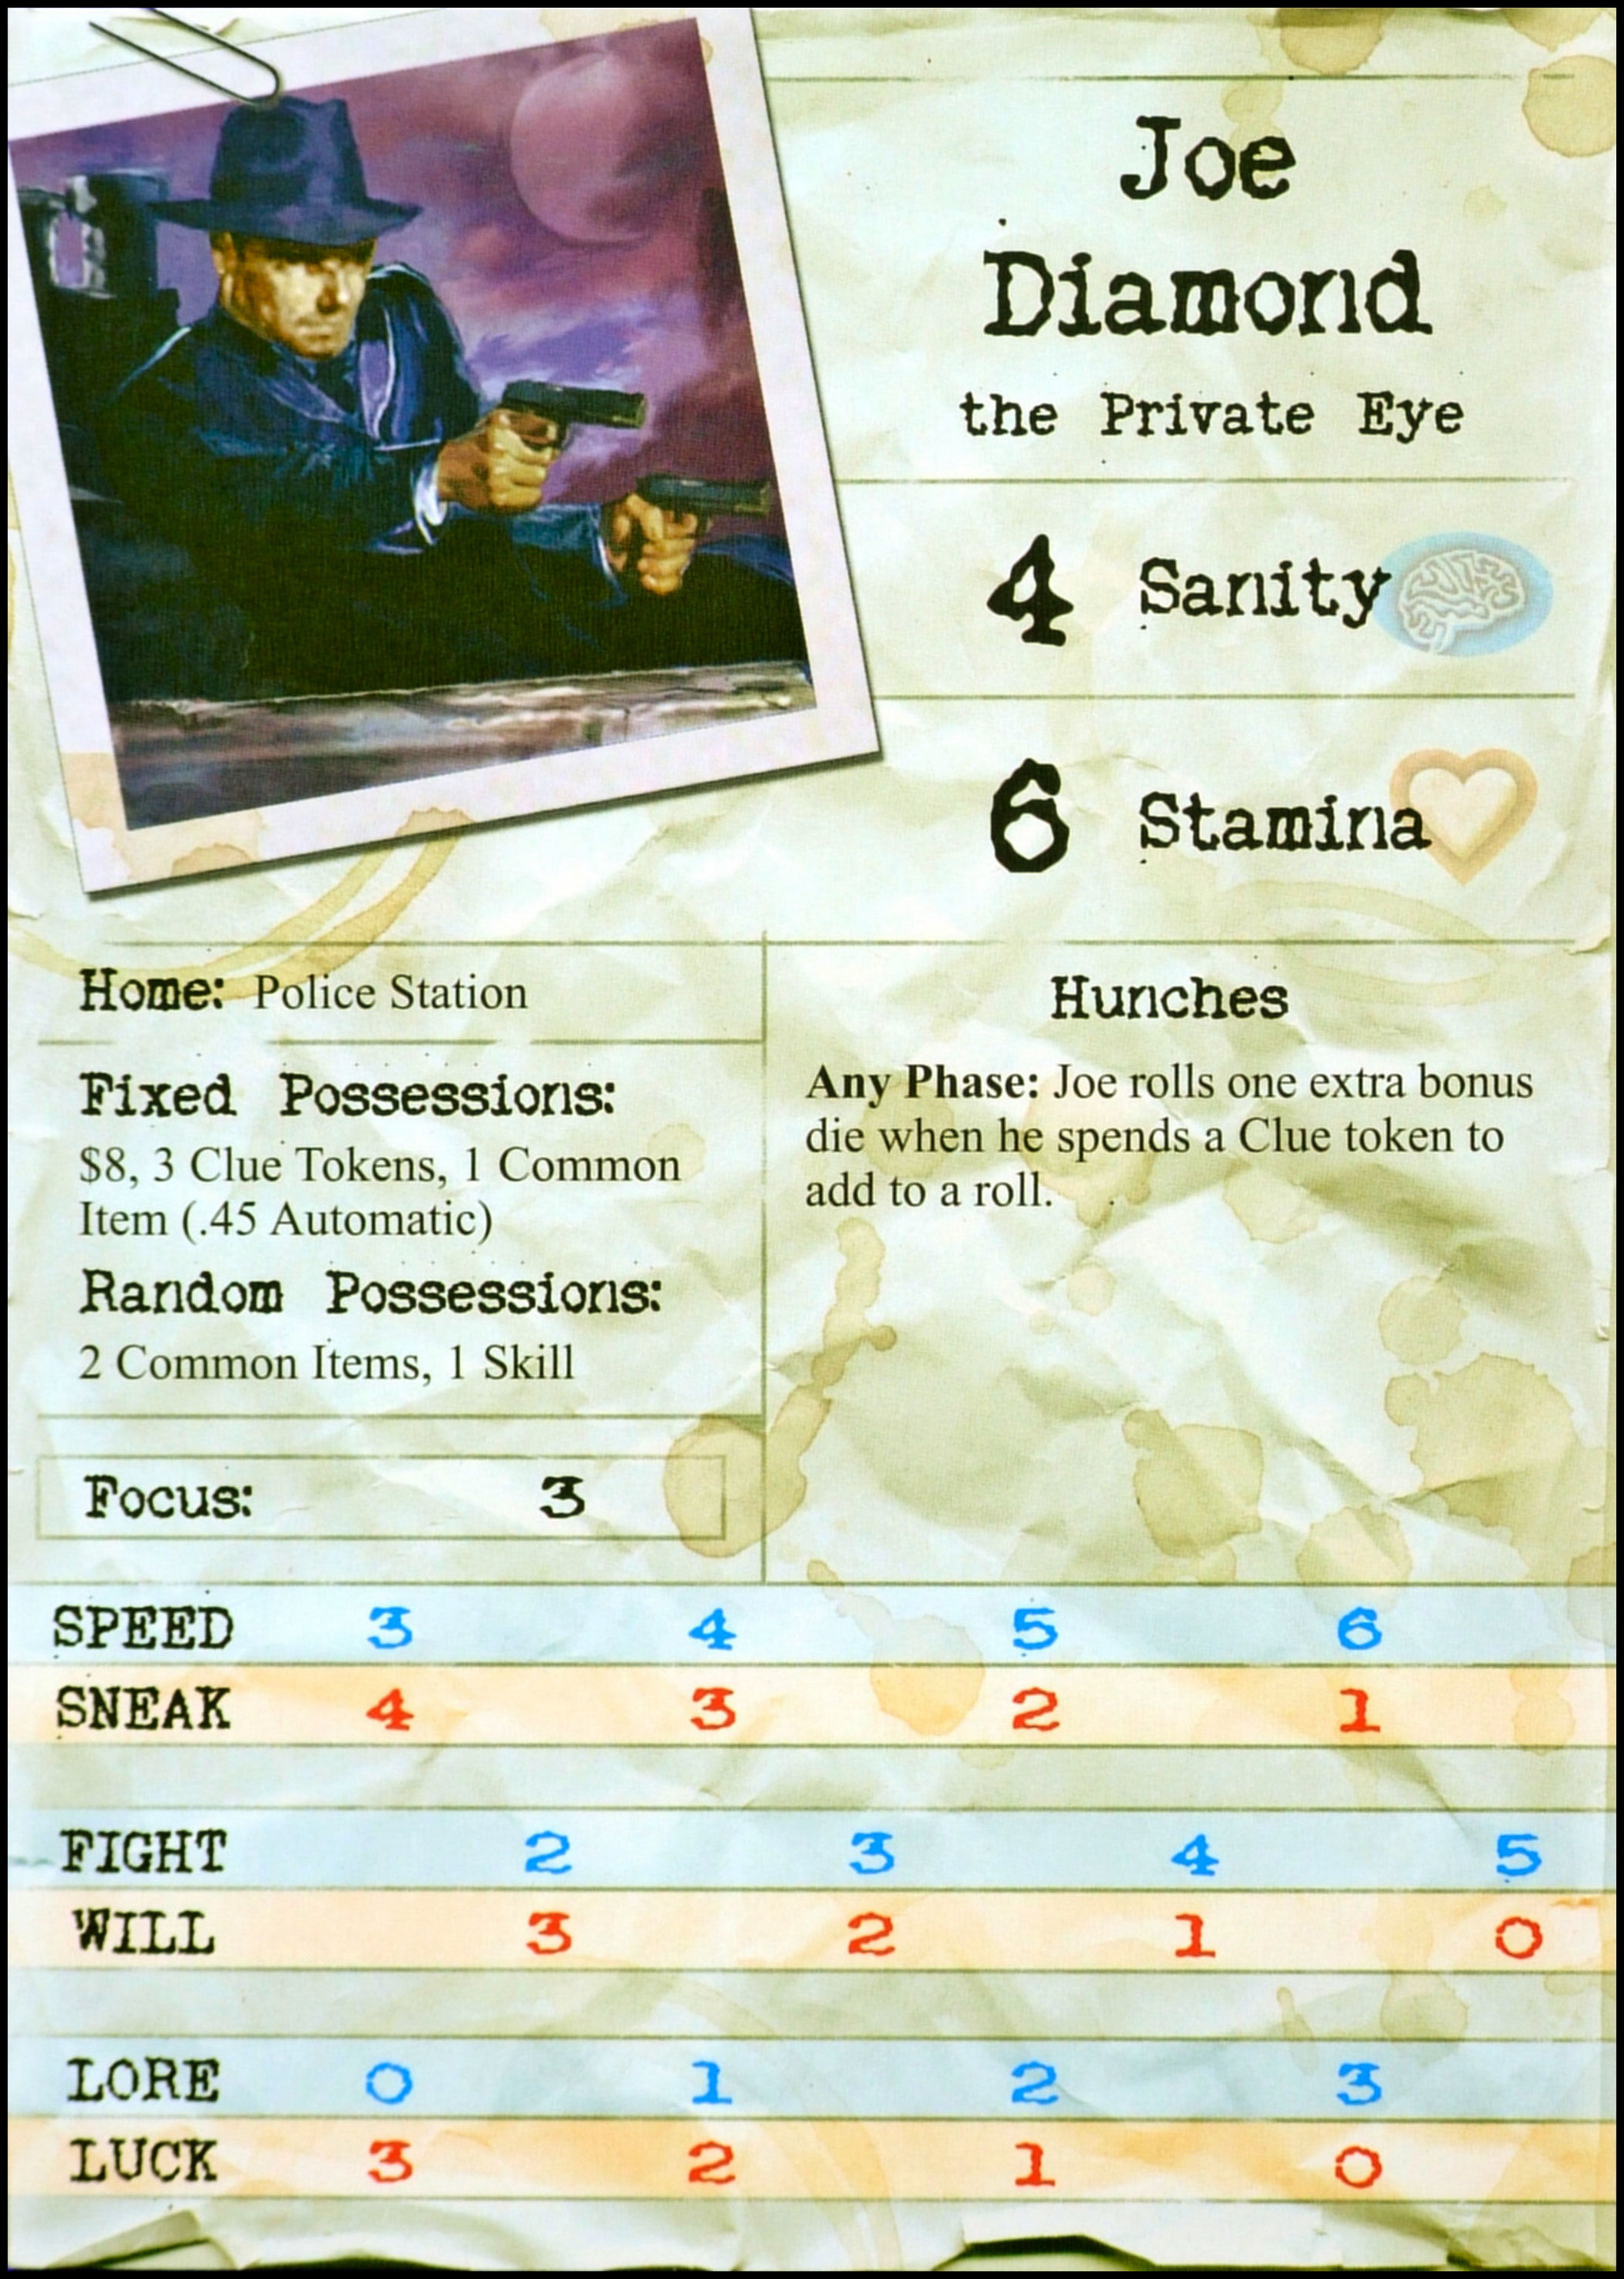 Joe
Diamond
the Private Eye
4 Sanity
6 Stamina
Home: Police Station
Fixed Possessions:
$8, 3 Clue Tokens, 1 Common
Item (.45 Automatic)
Random Possessions:
2 Common Items, 1 Skill
Focus: 3
Hunches
Any Phase: Joe rolls one extra bonus
die when he spends a Clue token to
add to a roll.
SPEED 3 4 5 6
SNEAK 4 3 2 1
FIGHT 2 3 4 5
WILL 3 2 1 0
LORE 0 1 2 3
LUCK 3 2 1 0